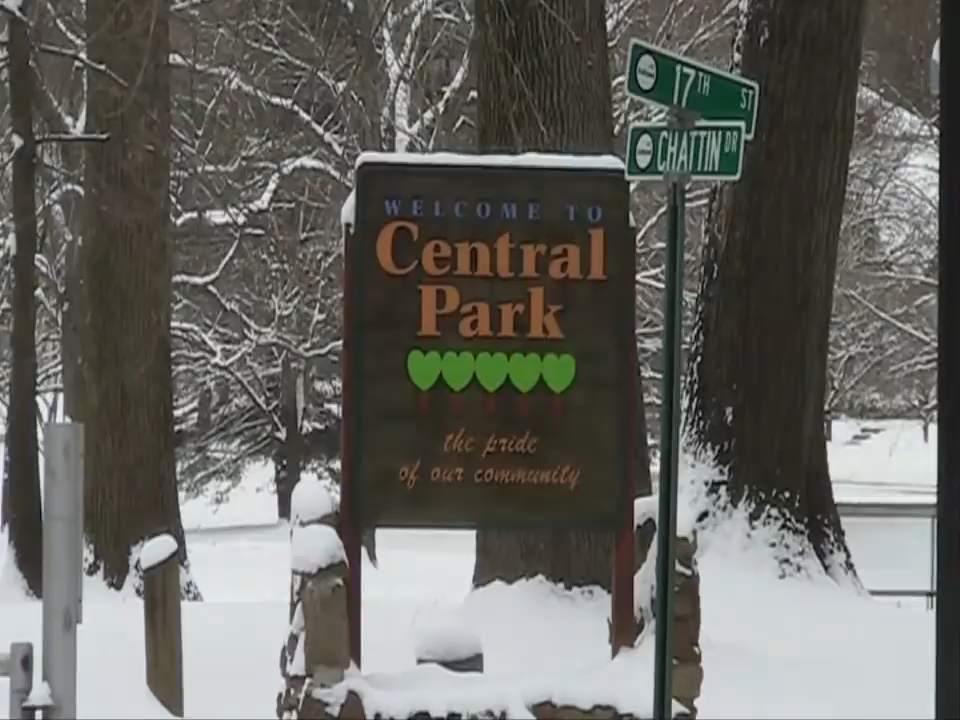 17TH ST
CHATTIN DR
WELCOME TO
Central
Park
the pride
of our community